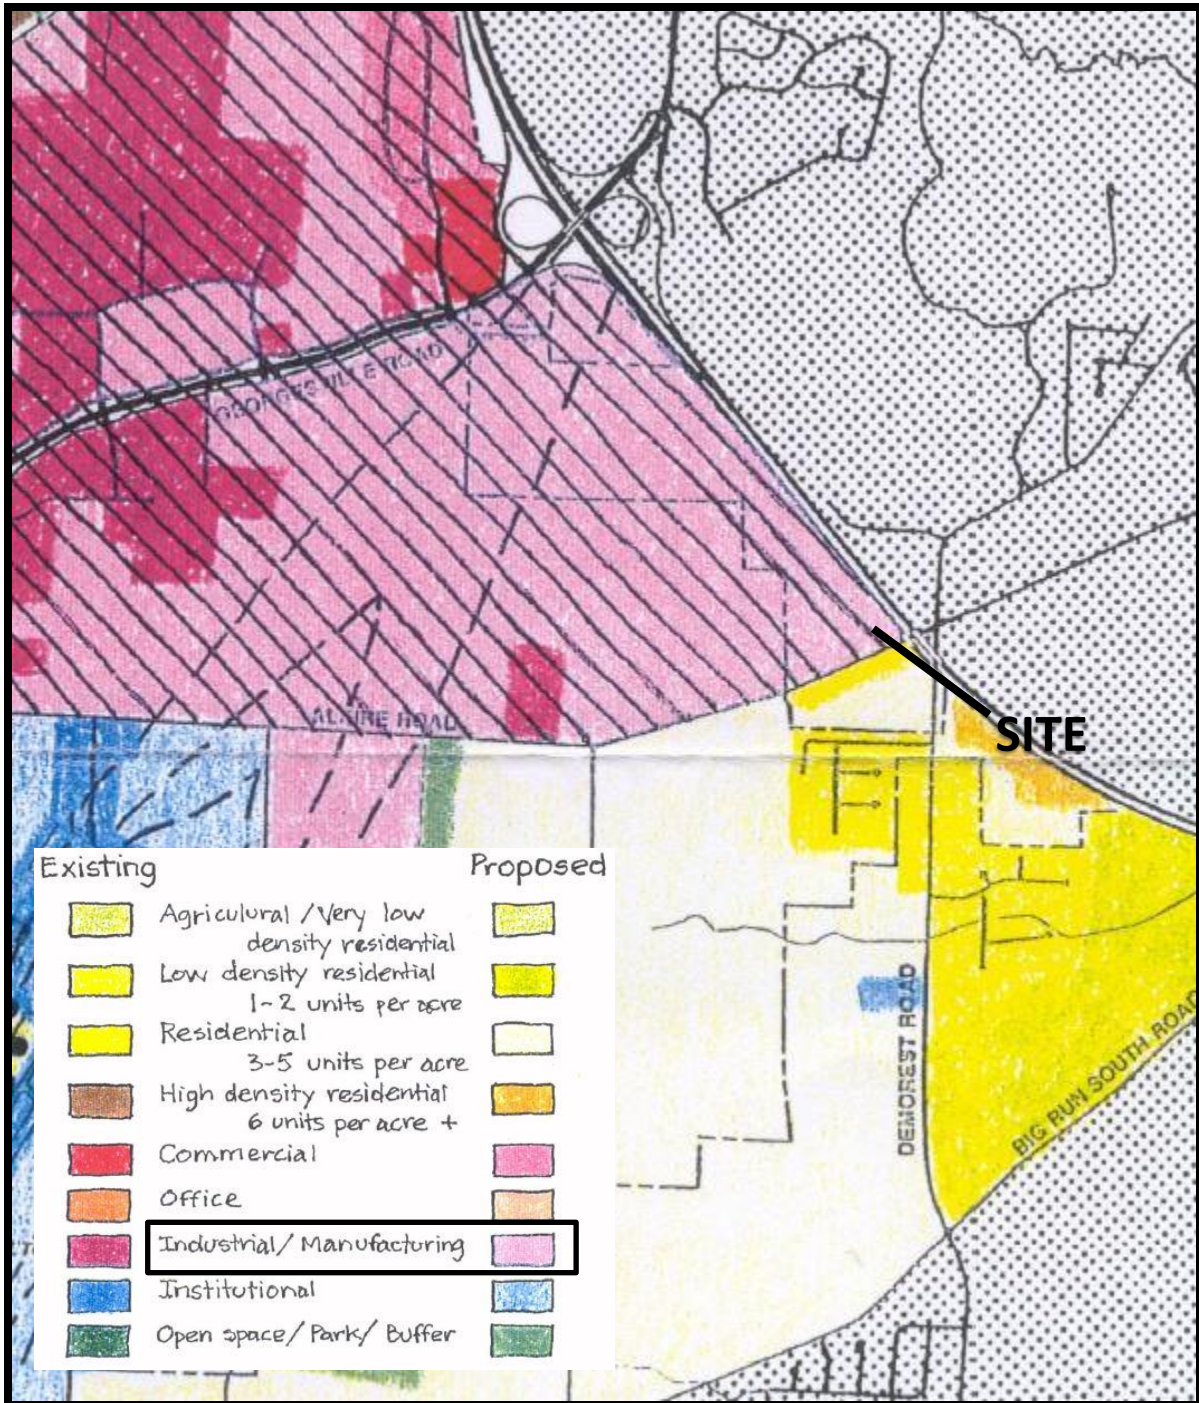 GEORGESVILLE ROAD
ALKIRE ROAD
SITE
Existing
Proposed
Agriculural / Very low
density residential
Low density residential
1-2 units per acre
Residential
3-5 units per acre
High density residential
6 units per acre +
Commercial
Office
Industrial / Manufacturing
Institutional
Open space / Park / Buffer
DEMOREST ROAD
BIG RUN SOUTH ROAD